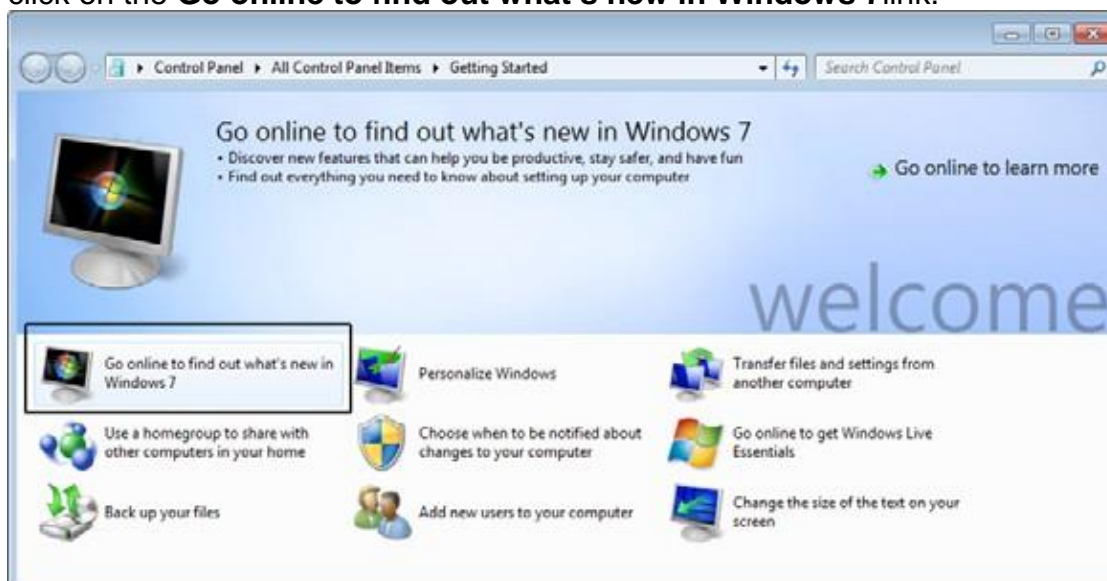 click on the Go online to find out what's new in Windows 7link.
Control Panel ▸ All Control Panel Items ▸ Getting Started
Search Control Panel
Go online to find out what's new in Windows 7
• Discover new features that can help you be productive, stay safer, and have fun
• Find out everything you need to know about setting up your computer
Go online to learn more
welcome
Go online to find out what's new in
Windows 7
Personalize Windows
Transfer files and settings from
another computer
Use a homegroup to share with
other computers in your home
Choose when to be notified about
changes to your computer
Go online to get Windows Live
Essentials
Back up your files
Add new users to your computer
Change the size of the text on your
screen